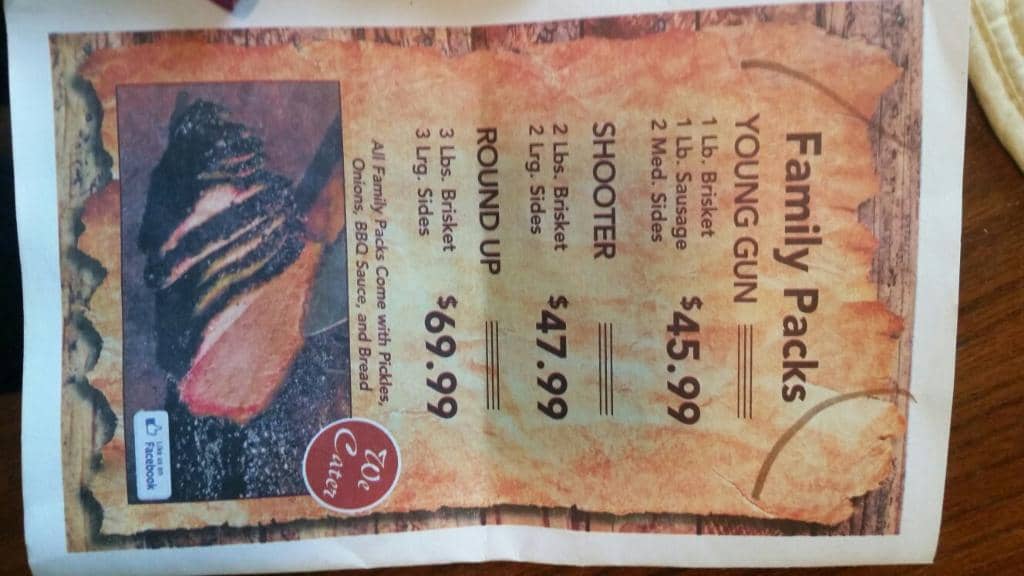 Family Packs
YOUNG GUN
1 Lb. Brisket
1 Lb. Sausage
2 Med. Sides
$45.99
SHOOTER
2 Lbs. Brisket
2 Lrg. Sides
$47.99
ROUND UP
3 Lbs. Brisket
3 Lrg. Sides
$69.99
All Family Packs Come with Pickles,
Onions, BBQ Sauce, and Bread
We
Cater
Like us on
Facebook